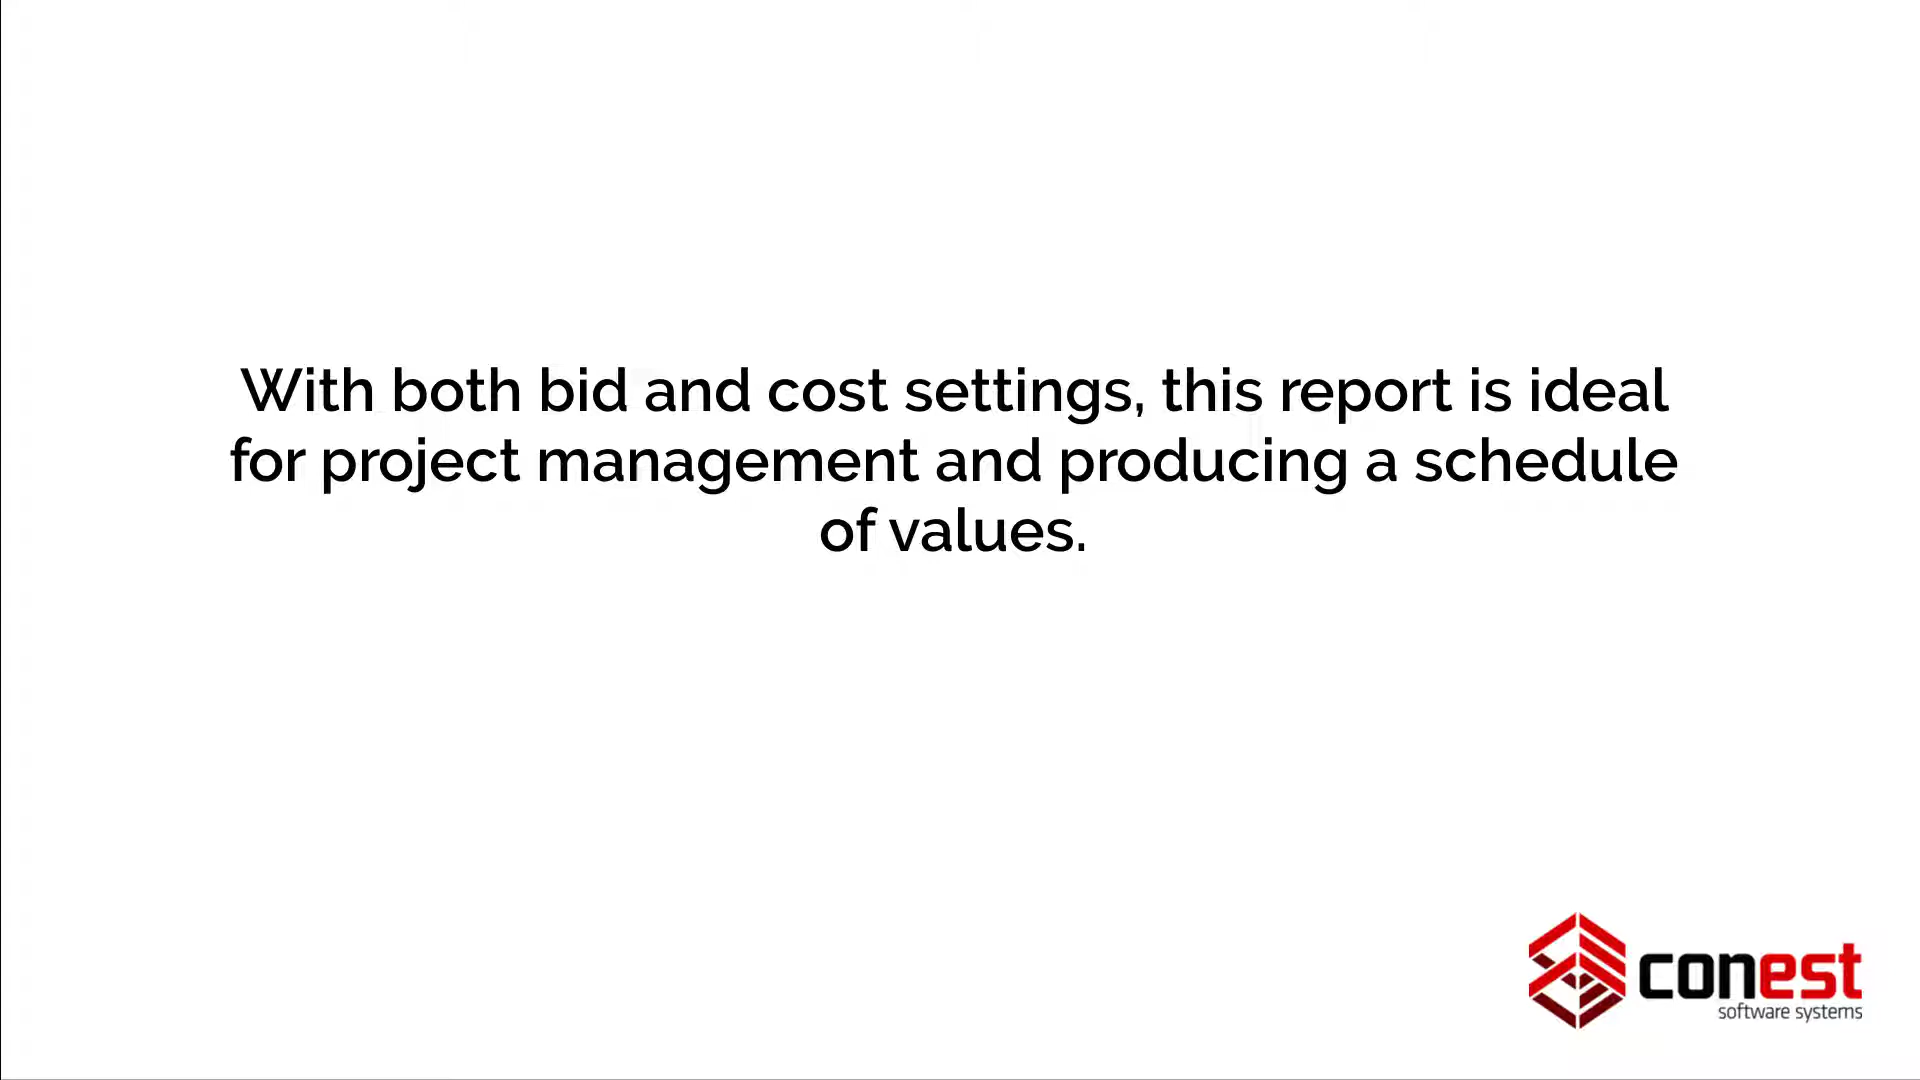 With both bid and cost settings, this report is ideal
for project management and producing a schedule
of values.
conest
software systems